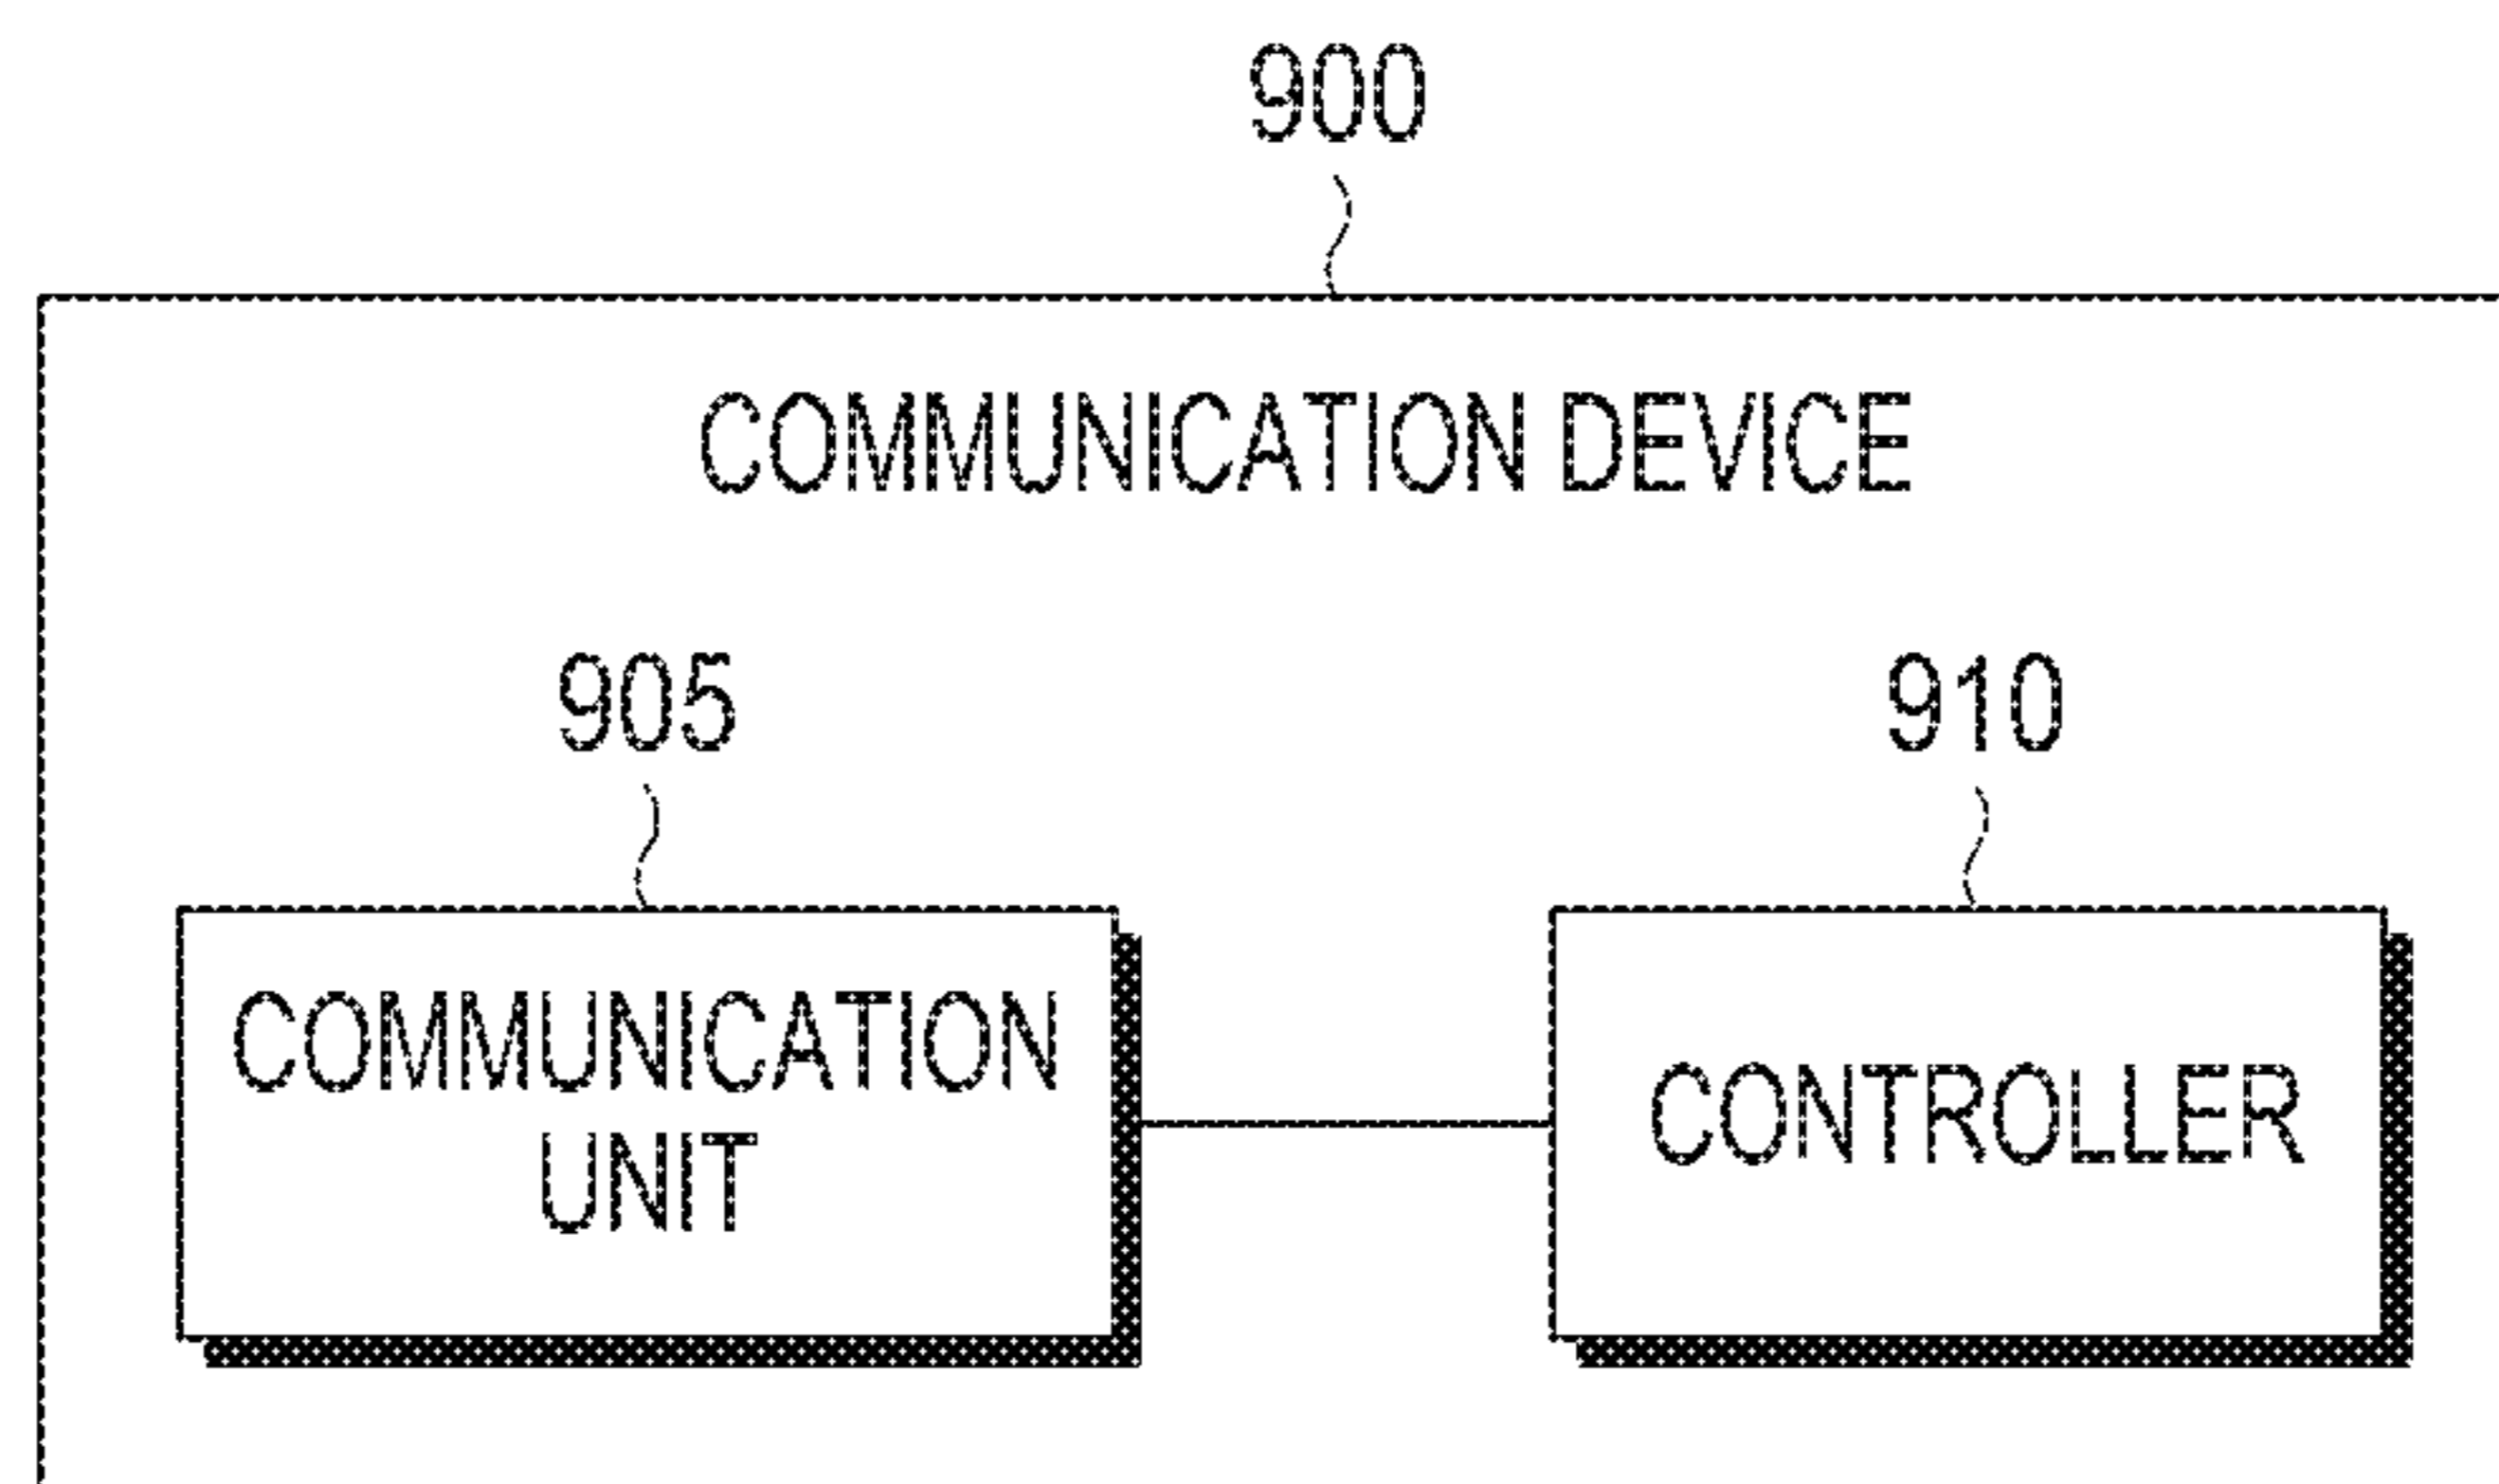 900
COMMUNICATION DEVICE
905
910
COMMUNICATION
UNIT
CONTROLLER